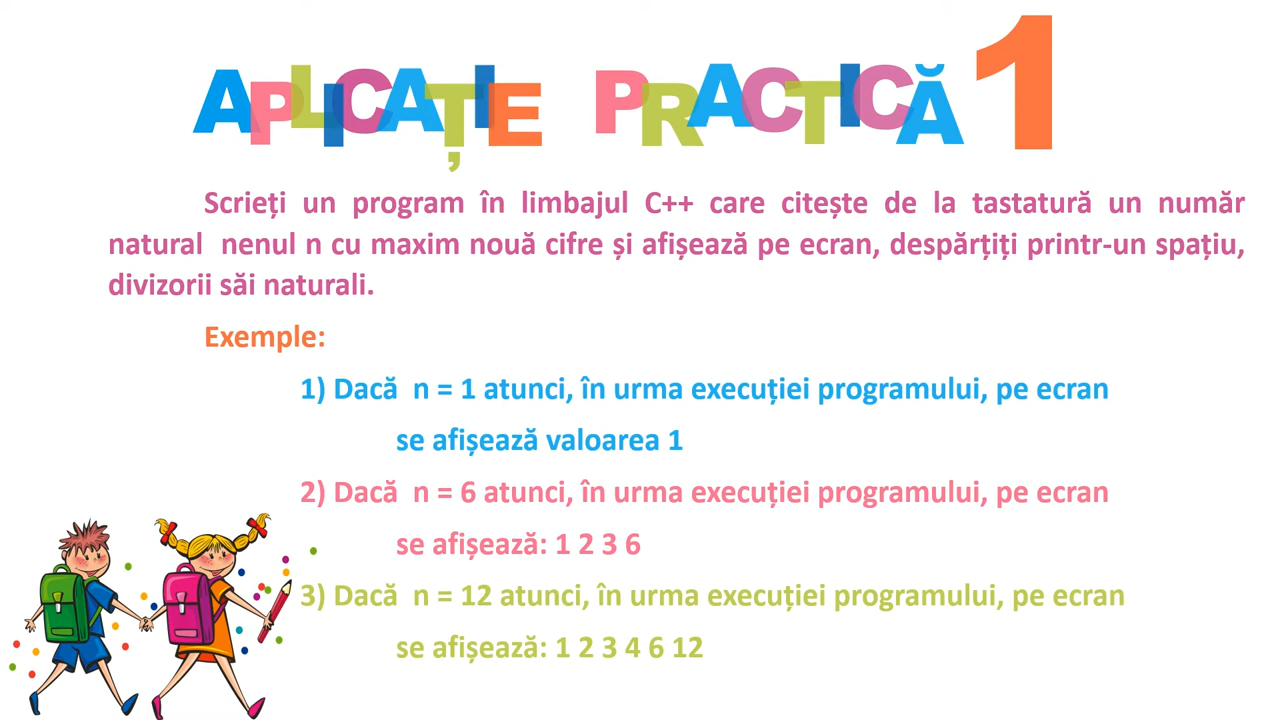 APLICAȚIE PRACTICĂ 1
Scrieți un program în limbajul C++ care citește de la tastatură un număr
natural nenul n cu maxim nouă cifre și afișează pe ecran, despărțiți printr-un spațiu,
divizorii săi naturali.
Exemple:
1) Dacă n = 1 atunci, în urma execuției programului, pe ecran
se afișează valoarea 1
2) Dacă n = 6 atunci, în urma execuției programului, pe ecran
se afișează: 1 2 3 6
3) Dacă n = 12 atunci, în urma execuției programului, pe ecran
se afișează: 1 2 3 4 6 12